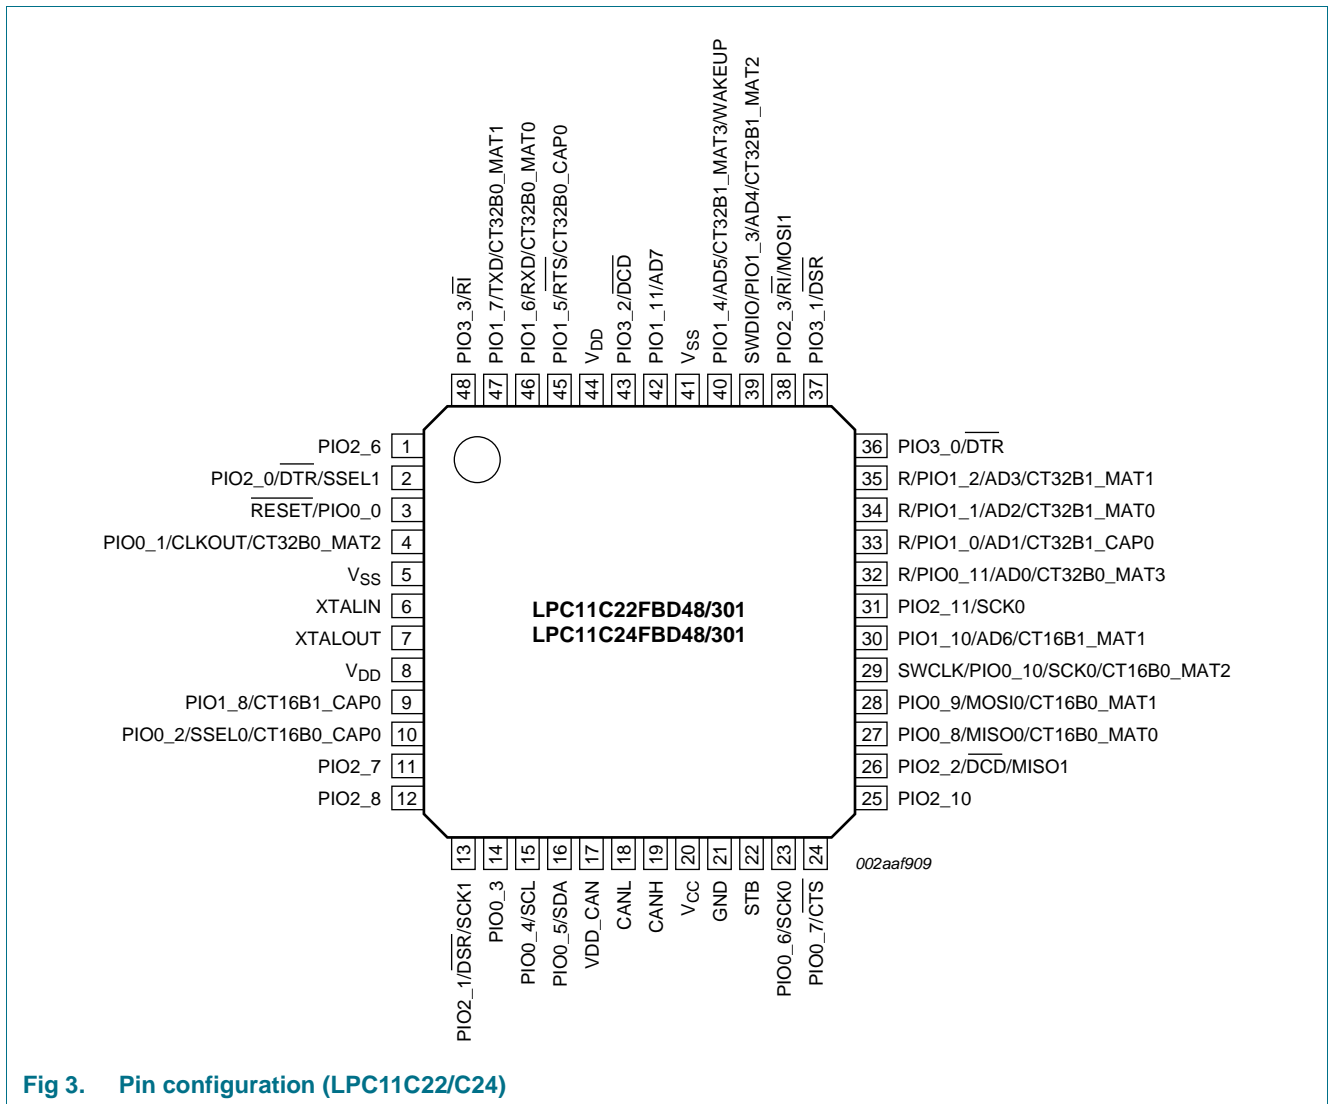 48 PIO3_3/RI
47 PIO1_7/TXD/CT32B0_MAT1
46 PIO1_6/RXD/CT32B0_MAT0
45 PIO1_5/RTS/CT32B0_CAP0
44 VDD
43 PIO3_2/DCD
42 PIO1_11/AD7
41 VSS
40 PIO1_4/AD5/CT32B1_MAT3/WAKEUP
39 SWDIO/PIO1_3/AD4/CT32B1_MAT2
38 PIO2_3/RI/MOSI1
37 PIO3_1/DSR
PIO2_6 1
PIO2_0/DTR/SSEL1 2
RESET/PIO0_0 3
PIO0_1/CLKOUT/CT32B0_MAT2 4
VSS 5
XTALIN 6
XTALOUT 7
VDD 8
PIO1_8/CT16B1_CAP0 9
PIO0_2/SSEL0/CT16B0_CAP0 10
PIO2_7 11
PIO2_8 12
LPC11C22FBD48/301
LPC11C24FBD48/301
36 PIO3_0/DTR
35 R/PIO1_2/AD3/CT32B1_MAT1
34 R/PIO1_1/AD2/CT32B1_MAT0
33 R/PIO1_0/AD1/CT32B1_CAP0
32 R/PIO0_11/AD0/CT32B0_MAT3
31 PIO2_11/SCK0
30 PIO1_10/AD6/CT16B1_MAT1
29 SWCLK/PIO0_10/SCK0/CT16B0_MAT2
28 PIO0_9/MOSI0/CT16B0_MAT1
27 PIO0_8/MISO0/CT16B0_MAT0
26 PIO2_2/DCD/MISO1
25 PIO2_10
PIO2_1/DSR/SCK1 13
PIO0_3 14
PIO0_4/SCL 15
PIO0_5/SDA 16
VDD_CAN 17
CANL 18
CANH 19
VCC 20
GND 21
STB 22
PIO0_6/SCK0 23
PIO0_7/CTS 24
002aaf909
Fig 3. Pin configuration (LPC11C22/C24)